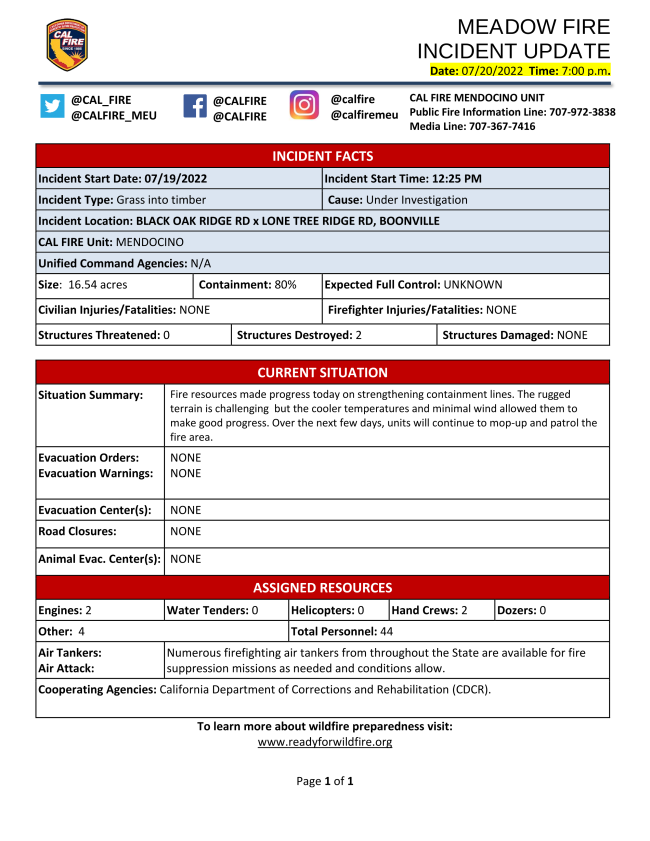 CAL
FIRE
SINCE 1885
MEADOW FIRE
INCIDENT UPDATE
Date: 07/20/2022 Time: 7:00 p.m.
@CAL_FIRE
@CALFIRE_MEU
@CALFIRE
@CALFIRE
@calfire
@calfiremeu
CAL FIRE MENDOCINO UNIT
Public Fire Information Line: 707-972-3838
Media Line: 707-367-7416
INCIDENT FACTS
Incident Start Date: 07/19/2022 Incident Start Time: 12:25 PM
Incident Type: Grass into timber Cause: Under Investigation
Incident Location: BLACK OAK RIDGE RD x LONE TREE RIDGE RD, BOONVILLE
CAL FIRE Unit: MENDOCINO
Unified Command Agencies: N/A
Size: 16.54 acres Containment: 80% Expected Full Control: UNKNOWN
Civilian Injuries/Fatalities: NONE Firefighter Injuries/Fatalities: NONE
Structures Threatened: 0 Structures Destroyed: 2 Structures Damaged: NONE
CURRENT SITUATION
Situation Summary: Fire resources made progress today on strengthening containment lines. The rugged
terrain is challenging but the cooler temperatures and minimal wind allowed them to
make good progress. Over the next few days, units will continue to mop-up and patrol the
fire area.
Evacuation Orders: NONE
Evacuation Warnings: NONE
Evacuation Center(s): NONE
Road Closures: NONE
Animal Evac. Center(s): NONE
ASSIGNED RESOURCES
Engines: 2 Water Tenders: 0 Helicopters: 0 Hand Crews: 2 Dozers: 0
Other: 4 Total Personnel: 44
Air Tankers: Numerous firefighting air tankers from throughout the State are available for fire
Air Attack: suppression missions as needed and conditions allow.
Cooperating Agencies: California Department of Corrections and Rehabilitation (CDCR).
To learn more about wildfire preparedness visit:
www.readyforwildfire.org
Page 1 of 1